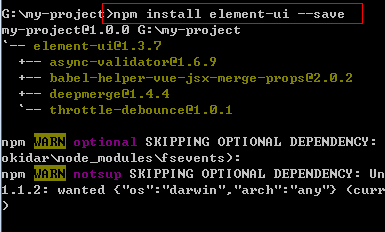 G:\my-project>npm install element-ui --save
my-project@1.0.0 G:\my-project
`-- element-ui@1.3.7
+-- async-validator@1.6.9
+-- babel-helper-vue-jsx-merge-props@2.0.2
+-- deepmerge@1.4.4
`-- throttle-debounce@1.0.1
npm WARN optional SKIPPING OPTIONAL DEPENDENCY:
okidar\node_modules\fsevents):
npm WARN notsup SKIPPING OPTIONAL DEPENDENCY: Un
1.1.2: wanted {"os":"darwin","arch":"any"} (curr
)